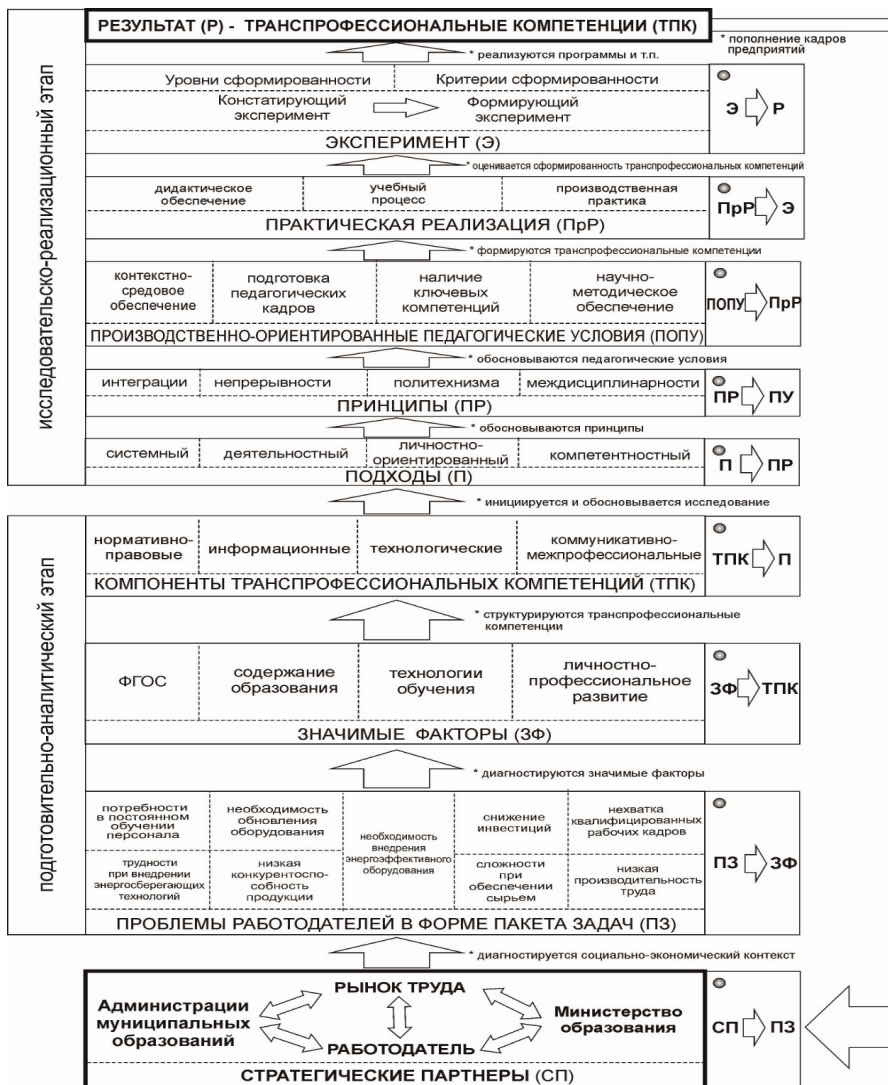 РЕЗУЛЬТАТ (Р) - ТРАНСПРОФЕССИОНАЛЬНЫЕ КОМПЕТЕНЦИИ (ТПК)
* пополнение кадров
предприятий
* реализуются программы и т.п.
исследовательско-реализационный этап
Уровни сформированности
Критерии сформированности
Констатирующий
эксперимент
Формирующий
эксперимент
ЭКСПЕРИМЕНТ (Э)
Э Р
* оценивается сформированность транспрофессиональных компетенций
дидактическое
обеспечение
учебный
процесс
производственная
практика
ПРАКТИЧЕСКАЯ РЕАЛИЗАЦИЯ (ПрР)
ПрР Э
* формируются транспрофессиональные компетенции
контекстно-
средовое
обеспечение
подготовка
педагогических
кадров
наличие
ключевых
компетенций
научно-
методическое
обеспечение
ПРОИЗВОДСТВЕННО-ОРИЕНТИРОВАННЫЕ ПЕДАГОГИЧЕСКИЕ УСЛОВИЯ (ПОПУ)
ПОПУ ПрР
* обосновываются педагогические условия
интеграции
непрерывности
политехнизма
междисциплинарности
ПРИНЦИПЫ (ПР)
ПР ПУ
* обосновываются принципы
системный
деятельностный
личностно-
ориентированный
компетентностный
ПОДХОДЫ (П)
П ПР
* инициируется и обосновывается исследование
подготовительно-аналитический этап
нормативно-
правовые
информационные
технологические
коммуникативно-
межпрофессиональные
КОМПОНЕНТЫ ТРАНСПРОФЕССИОНАЛЬНЫХ КОМПЕТЕНЦИЙ (ТПК)
ТПК П
* структурируются транспрофессиональные
компетенции
ФГОС
содержание
образования
технологии
обучения
личностно-
профессиональное
развитие
ЗНАЧИМЫЕ ФАКТОРЫ (ЗФ)
ЗФ ТПК
* диагностируются значимые факторы
потребности
в постоянном
обучении
персонала
необходимость
обновления
оборудования
необходимость
внедрения
энергоэффективного
оборудования
снижение
инвестиций
нехватка
квалифицированных
рабочих кадров
трудности
при внедрении
энергосберегающих
технологий
низкая
конкурентоспо-
собность
продукции
сложности
при
обеспечении
сырьем
низкая
производительность
труда
ПРОБЛЕМЫ РАБОТОДАТЕЛЕЙ В ФОРМЕ ПАКЕТА ЗАДАЧ (ПЗ)
ПЗ ЗФ
* диагностируется социально-экономический контекст
РЫНОК ТРУДА
Администрации
муниципальных
образований
Министерство
образования
РАБОТОДАТЕЛЬ
СТРАТЕГИЧЕСКИЕ ПАРТНЕРЫ (СП)
СП ПЗ